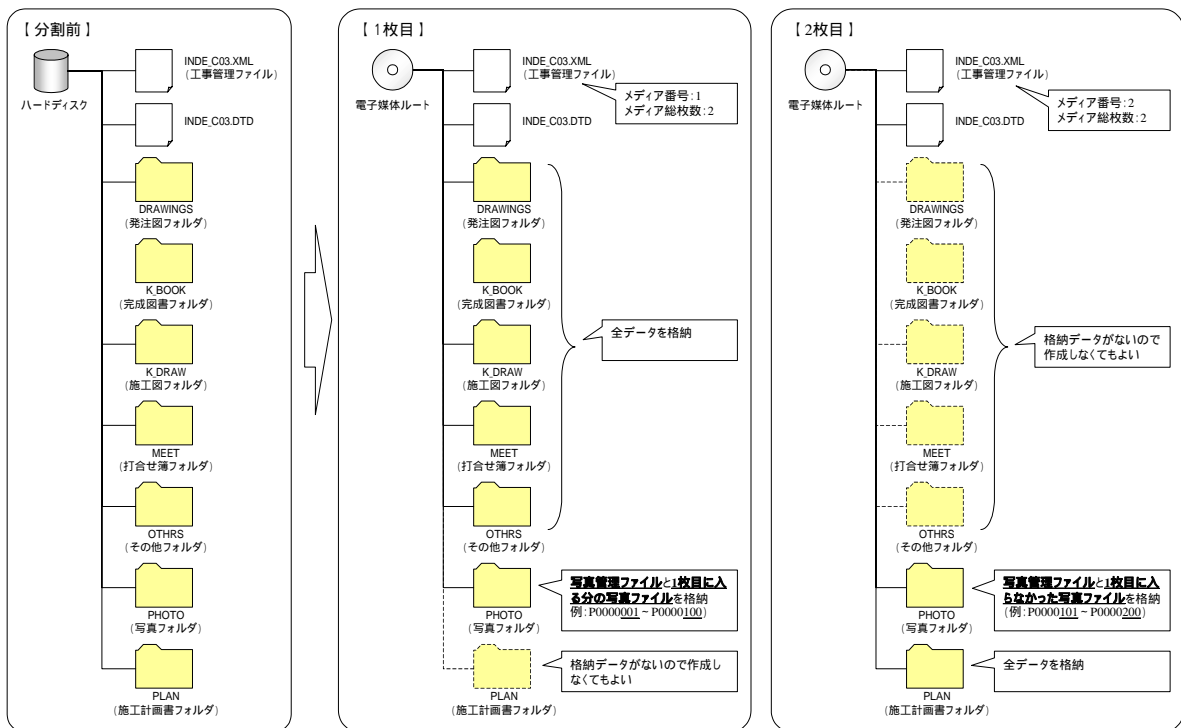 【分割前】
ハードディスク
INDE_C03.XML
(工事管理ファイル)
INDE_C03.DTD
DRAWINGS
(発注図フォルダ)
K_BOOK
(完成図書フォルダ)
K_DRAW
(施工図フォルダ)
MEET
(打合せ簿フォルダ)
OTHRS
(その他フォルダ)
PHOTO
(写真フォルダ)
PLAN
(施工計画書フォルダ)
【1枚目】
電子媒体ルート
INDE_C03.XML
(工事管理ファイル)
メディア番号:1
メディア総枚数:2
INDE_C03.DTD
DRAWINGS
(発注図フォルダ)
K_BOOK
(完成図書フォルダ)
全データを格納
K_DRAW
(施工図フォルダ)
MEET
(打合せ簿フォルダ)
OTHRS
(その他フォルダ)
写真管理ファイルと1枚目に入
る分の写真ファイルを格納
例:P0000001~P0000100)
PHOTO
(写真フォルダ)
格納データがないので作成し
なくてもよい
PLAN
(施工計画書フォルダ)
【2枚目】
電子媒体ルート
INDE_C03.XML
(工事管理ファイル)
メディア番号:2
メディア総枚数:2
INDE_C03.DTD
DRAWINGS
(発注図フォルダ)
K_BOOK
(完成図書フォルダ)
格納データがないので
作成しなくてもよい
K_DRAW
(施工図フォルダ)
MEET
(打合せ簿フォルダ)
OTHRS
(その他フォルダ)
写真管理ファイルと1枚目に入
らなかった写真ファイルを格納
(例:P0000101~P0000200)
PHOTO
(写真フォルダ)
全データを格納
PLAN
(施工計画書フォルダ)